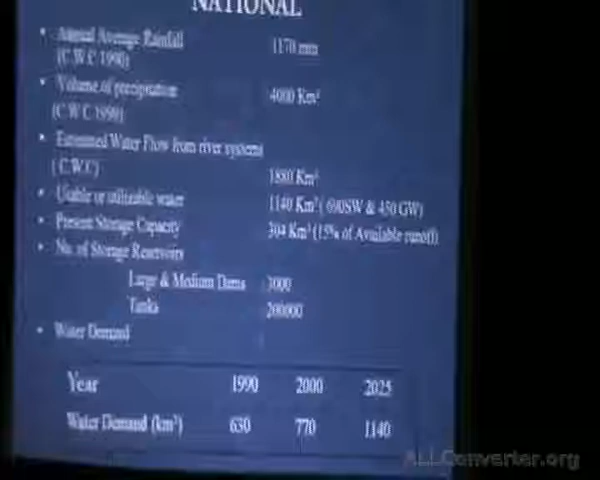 NATIONAL
• Annual Average Rainfall 1170 mm
(C.W.C 1990)
• Volume of precipitation 4000 Km³
(C.W.C 1990)
• Estimated Water Flow from river systems
(C.W.C) 1880 Km³
• Usable or utilizable water 1140 Km³ ( 690SW & 450 GW)
• Present Storage Capacity 304 Km³ (15% of Available runoff)
• No. of Storage Reservoirs
Large & Medium Dams 3000
Tanks 200000
• Water Demand
Year 1990 2000 2025
Water Demand (km³) 630 770 1140
ALLConverter.org